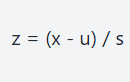 z = (x - u) / s